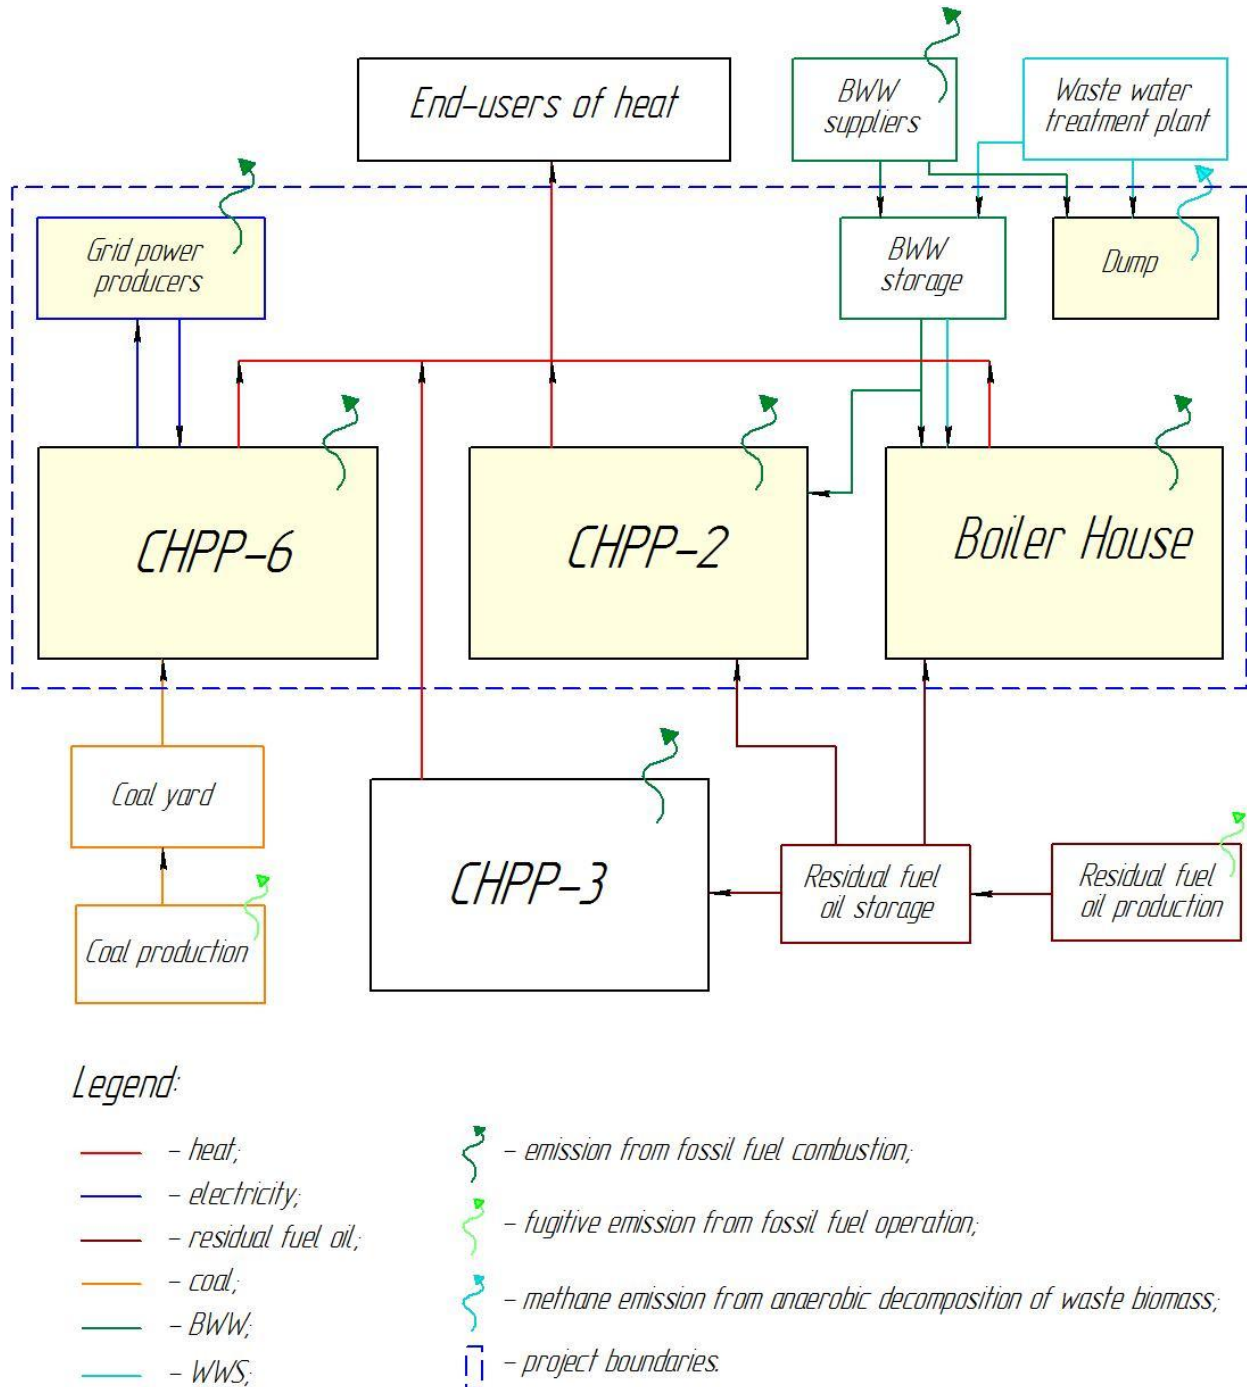 End-users of heat
BWW
suppliers
Waste water
treatment plant
Grid power
producers
BWW
storage
Dump
CHPP-6
CHPP-2
Boiler House
Coal yard
CHPP-3
Residual fuel
oil storage
Residual fuel
oil production
Coal production
Legend:
- heat;
- electricity;
- residual fuel oil;
- coal;
- BWW;
- WWS;
- emission from fossil fuel combustion;
- fugitive emission from fossil fuel operation;
- methane emission from anaerobic decomposition of waste biomass;
- project boundaries.